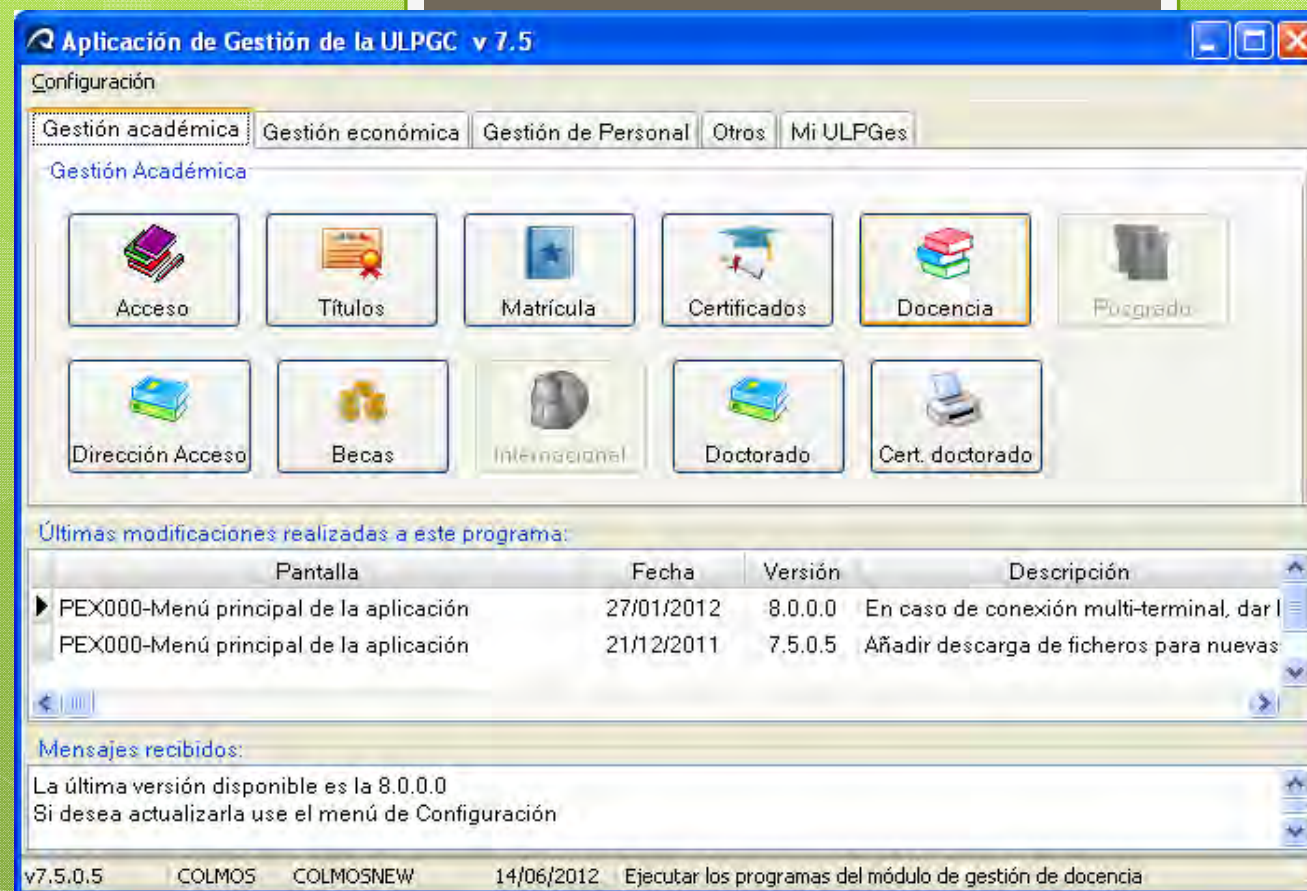 Aplicación de Gestión de la ULPGC v 7.5
Configuración
Gestión académica Gestión económica Gestión de Personal Otros Mi ULPGes
Gestión Académica
Acceso Títulos Matrícula Certificados Docencia Posgrado
Dirección Acceso Becas Internacional Doctorado Cert. doctorado
Últimas modificaciones realizadas a este programa:
Pantalla Fecha Versión Descripción
PEX000-Menú principal de la aplicación 27/01/2012 8.0.0.0 En caso de conexión multi-terminal, dar
PEX000-Menú principal de la aplicación 21/12/2011 7.5.0.5 Añadir descarga de ficheros para nuevas
Mensajes recibidos:
La última versión disponible es la 8.0.0.0
Si desea actualizarla use el menú de Configuración
v7.5.0.5 COLMOS COLMOSNEW 14/06/2012 Ejecutar los programas del módulo de gestión de docencia